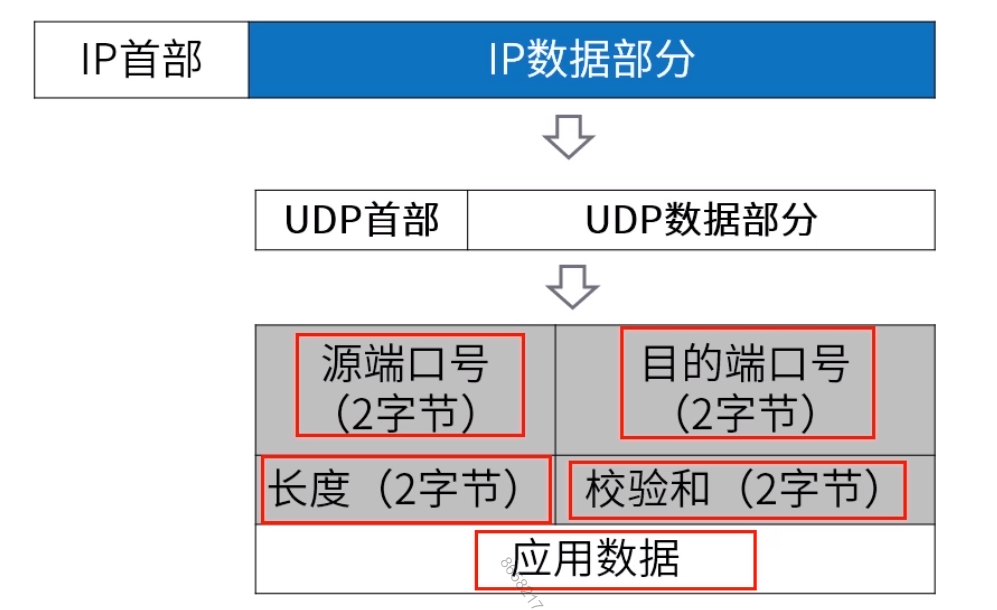 IP首部
IP数据部分
UDP首部
UDP数据部分
源端口号
（2字节）
目的端口号
（2字节）
长度（2字节）
校验和（2字节）
应用数据